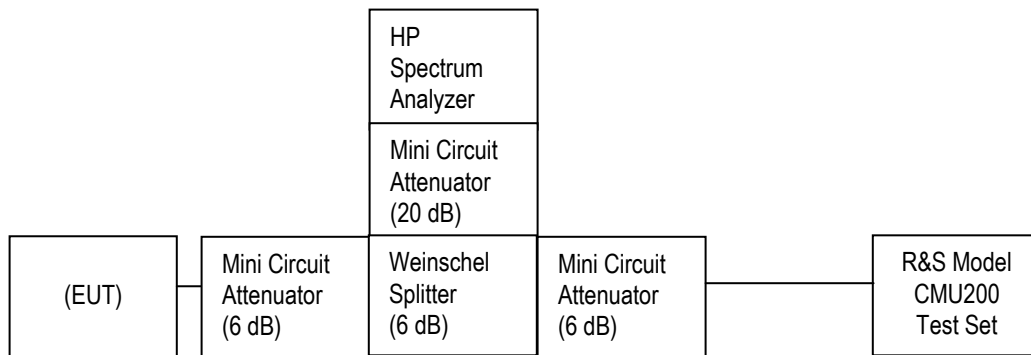 HP
Spectrum
Analyzer
Mini Circuit
Attenuator
(20 dB)
(EUT)
Mini Circuit
Attenuator
(6 dB)
Weinschel
Splitter
(6 dB)
Mini Circuit
Attenuator
(6 dB)
R&S Model
CMU200
Test Set